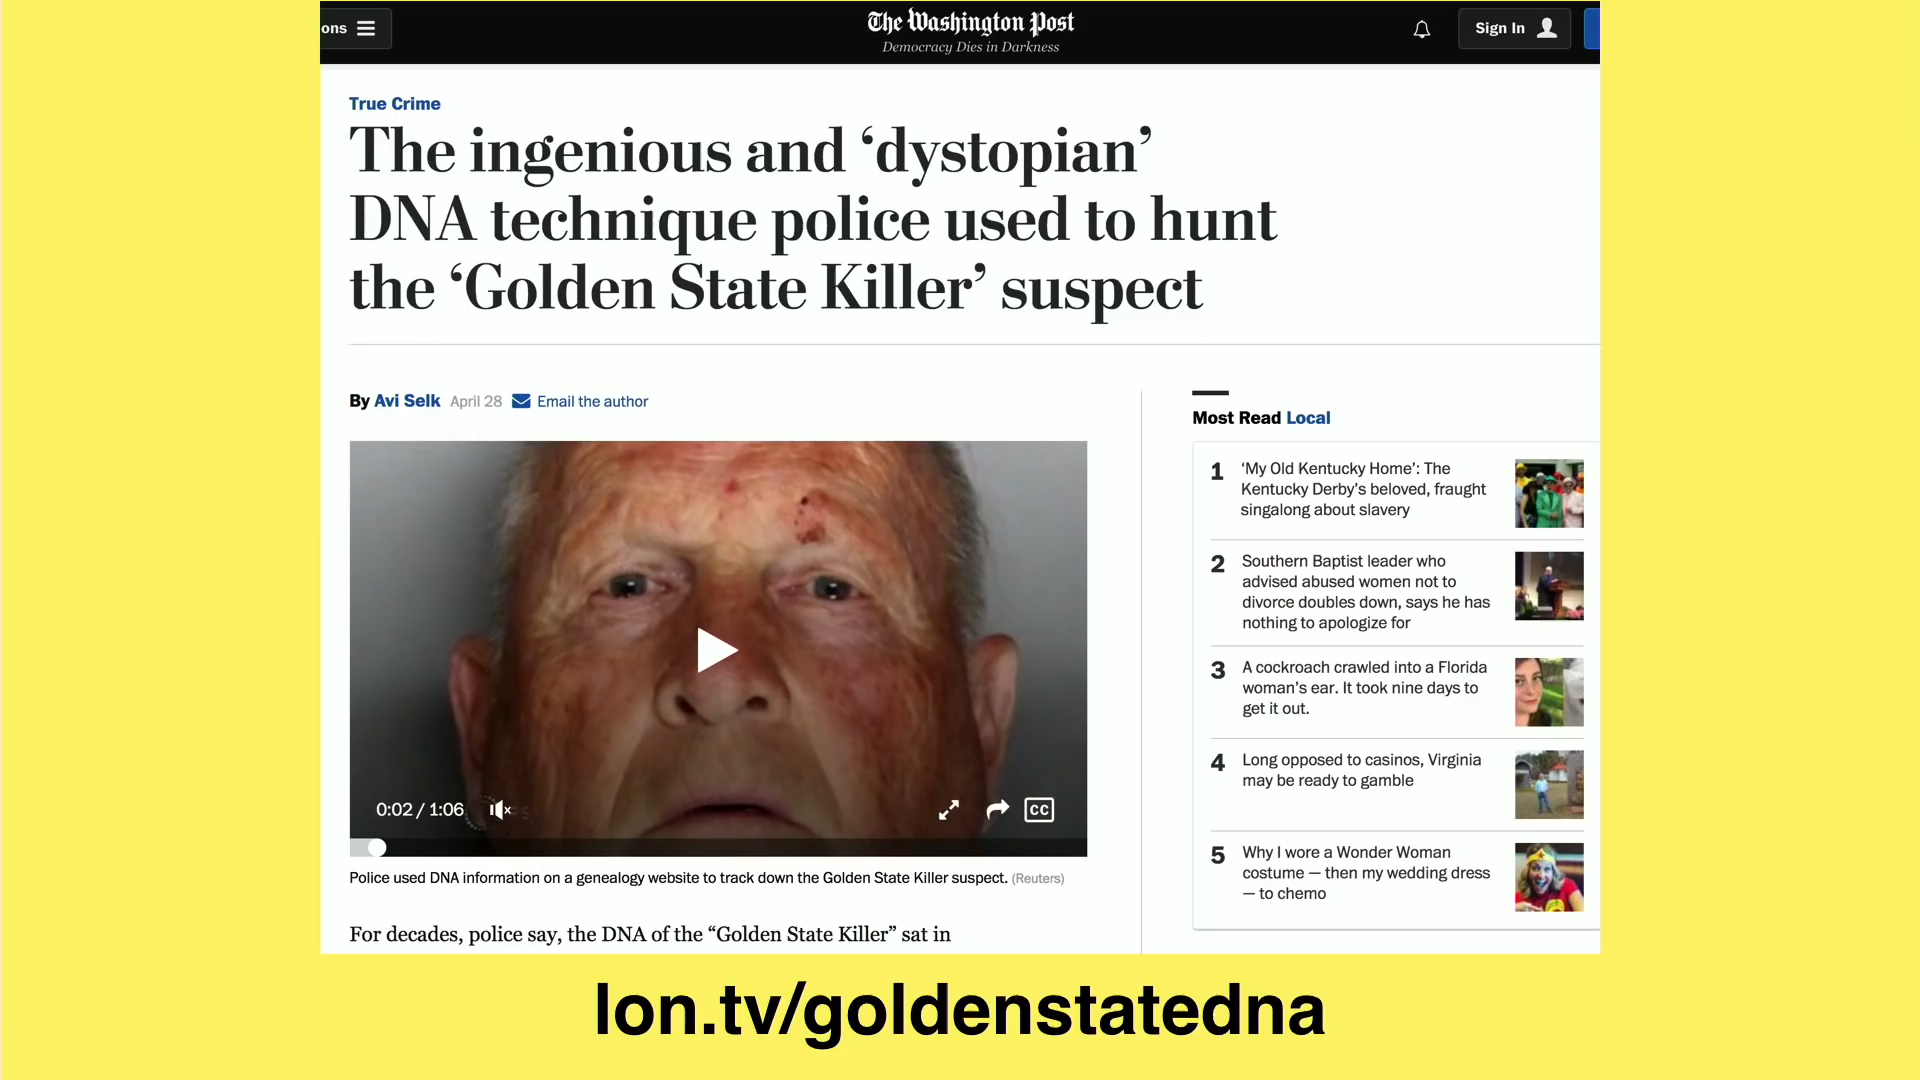 ons
The Washington Post
Democracy Dies in Darkness
Sign In
True Crime
The ingenious and ‘dystopian’
DNA technique police used to hunt
the ‘Golden State Killer’ suspect
By Avi Selk April 28 Email the author
0:02 / 1:06
CC
Police used DNA information on a genealogy website to track down the Golden State Killer suspect. (Reuters)
For decades, police say, the DNA of the “Golden State Killer” sat in
Most Read Local
1 ‘My Old Kentucky Home’: The
Kentucky Derby’s beloved, fraught
singalong about slavery
2 Southern Baptist leader who
advised abused women not to
divorce doubles down, says he has
nothing to apologize for
3 A cockroach crawled into a Florida
woman’s ear. It took nine days to
get it out.
4 Long opposed to casinos, Virginia
may be ready to gamble
5 Why I wore a Wonder Woman
costume — then my wedding dress
— to chemo
lon.tv/goldenstatedna